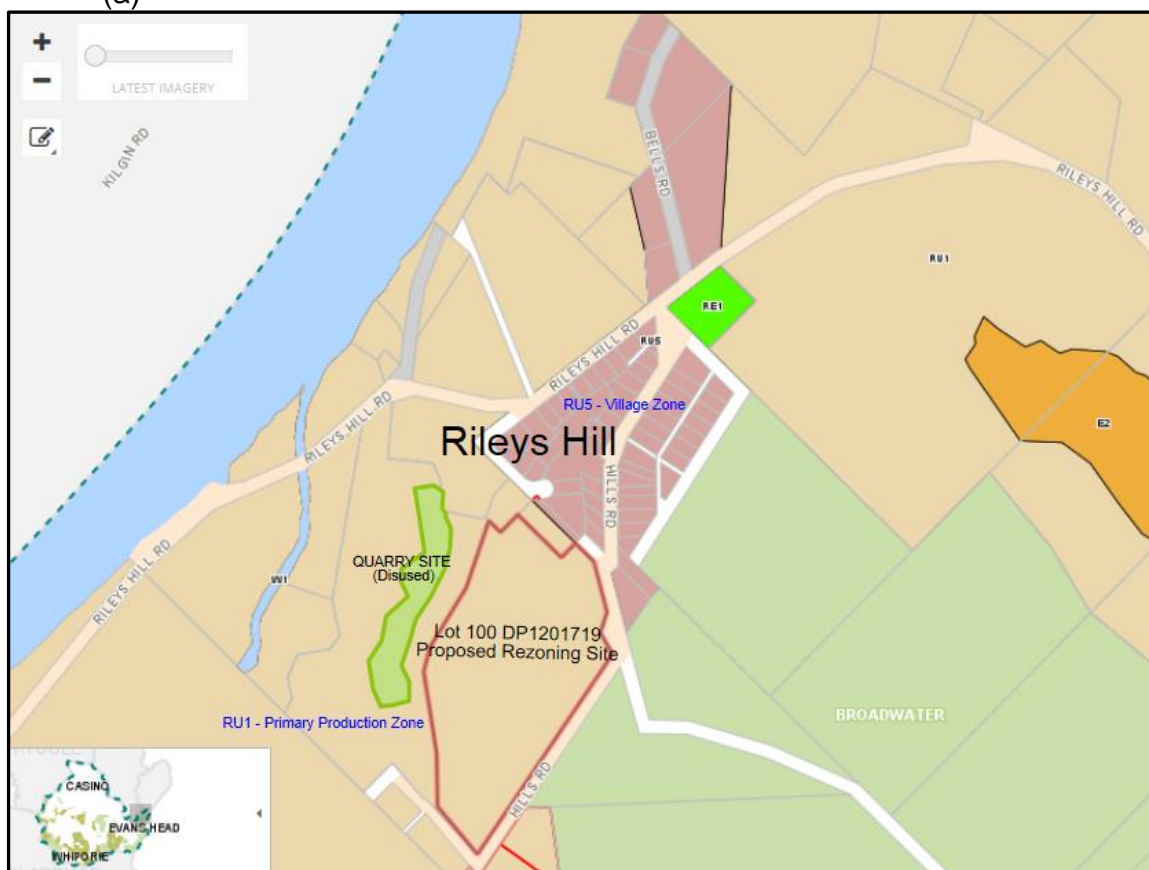 (a)
+
−
LATEST IMAGERY
KILGIN RD
BELLS RD
RILEYS HILL RD
RU1
RE1
RILEYS HILL RD
RU5
RU5 - Village Zone
RILEYS HILL RD
Rileys Hill
E2
HILLS RD
QUARRY SITE
(Disused)
W1
RILEYS HILL RD
Lot 100 DP1201719
Proposed Rezoning Site
RU1 - Primary Production Zone
BROADWATER
HILLS RD
CASINO
EVANS HEAD
WHIPORIE